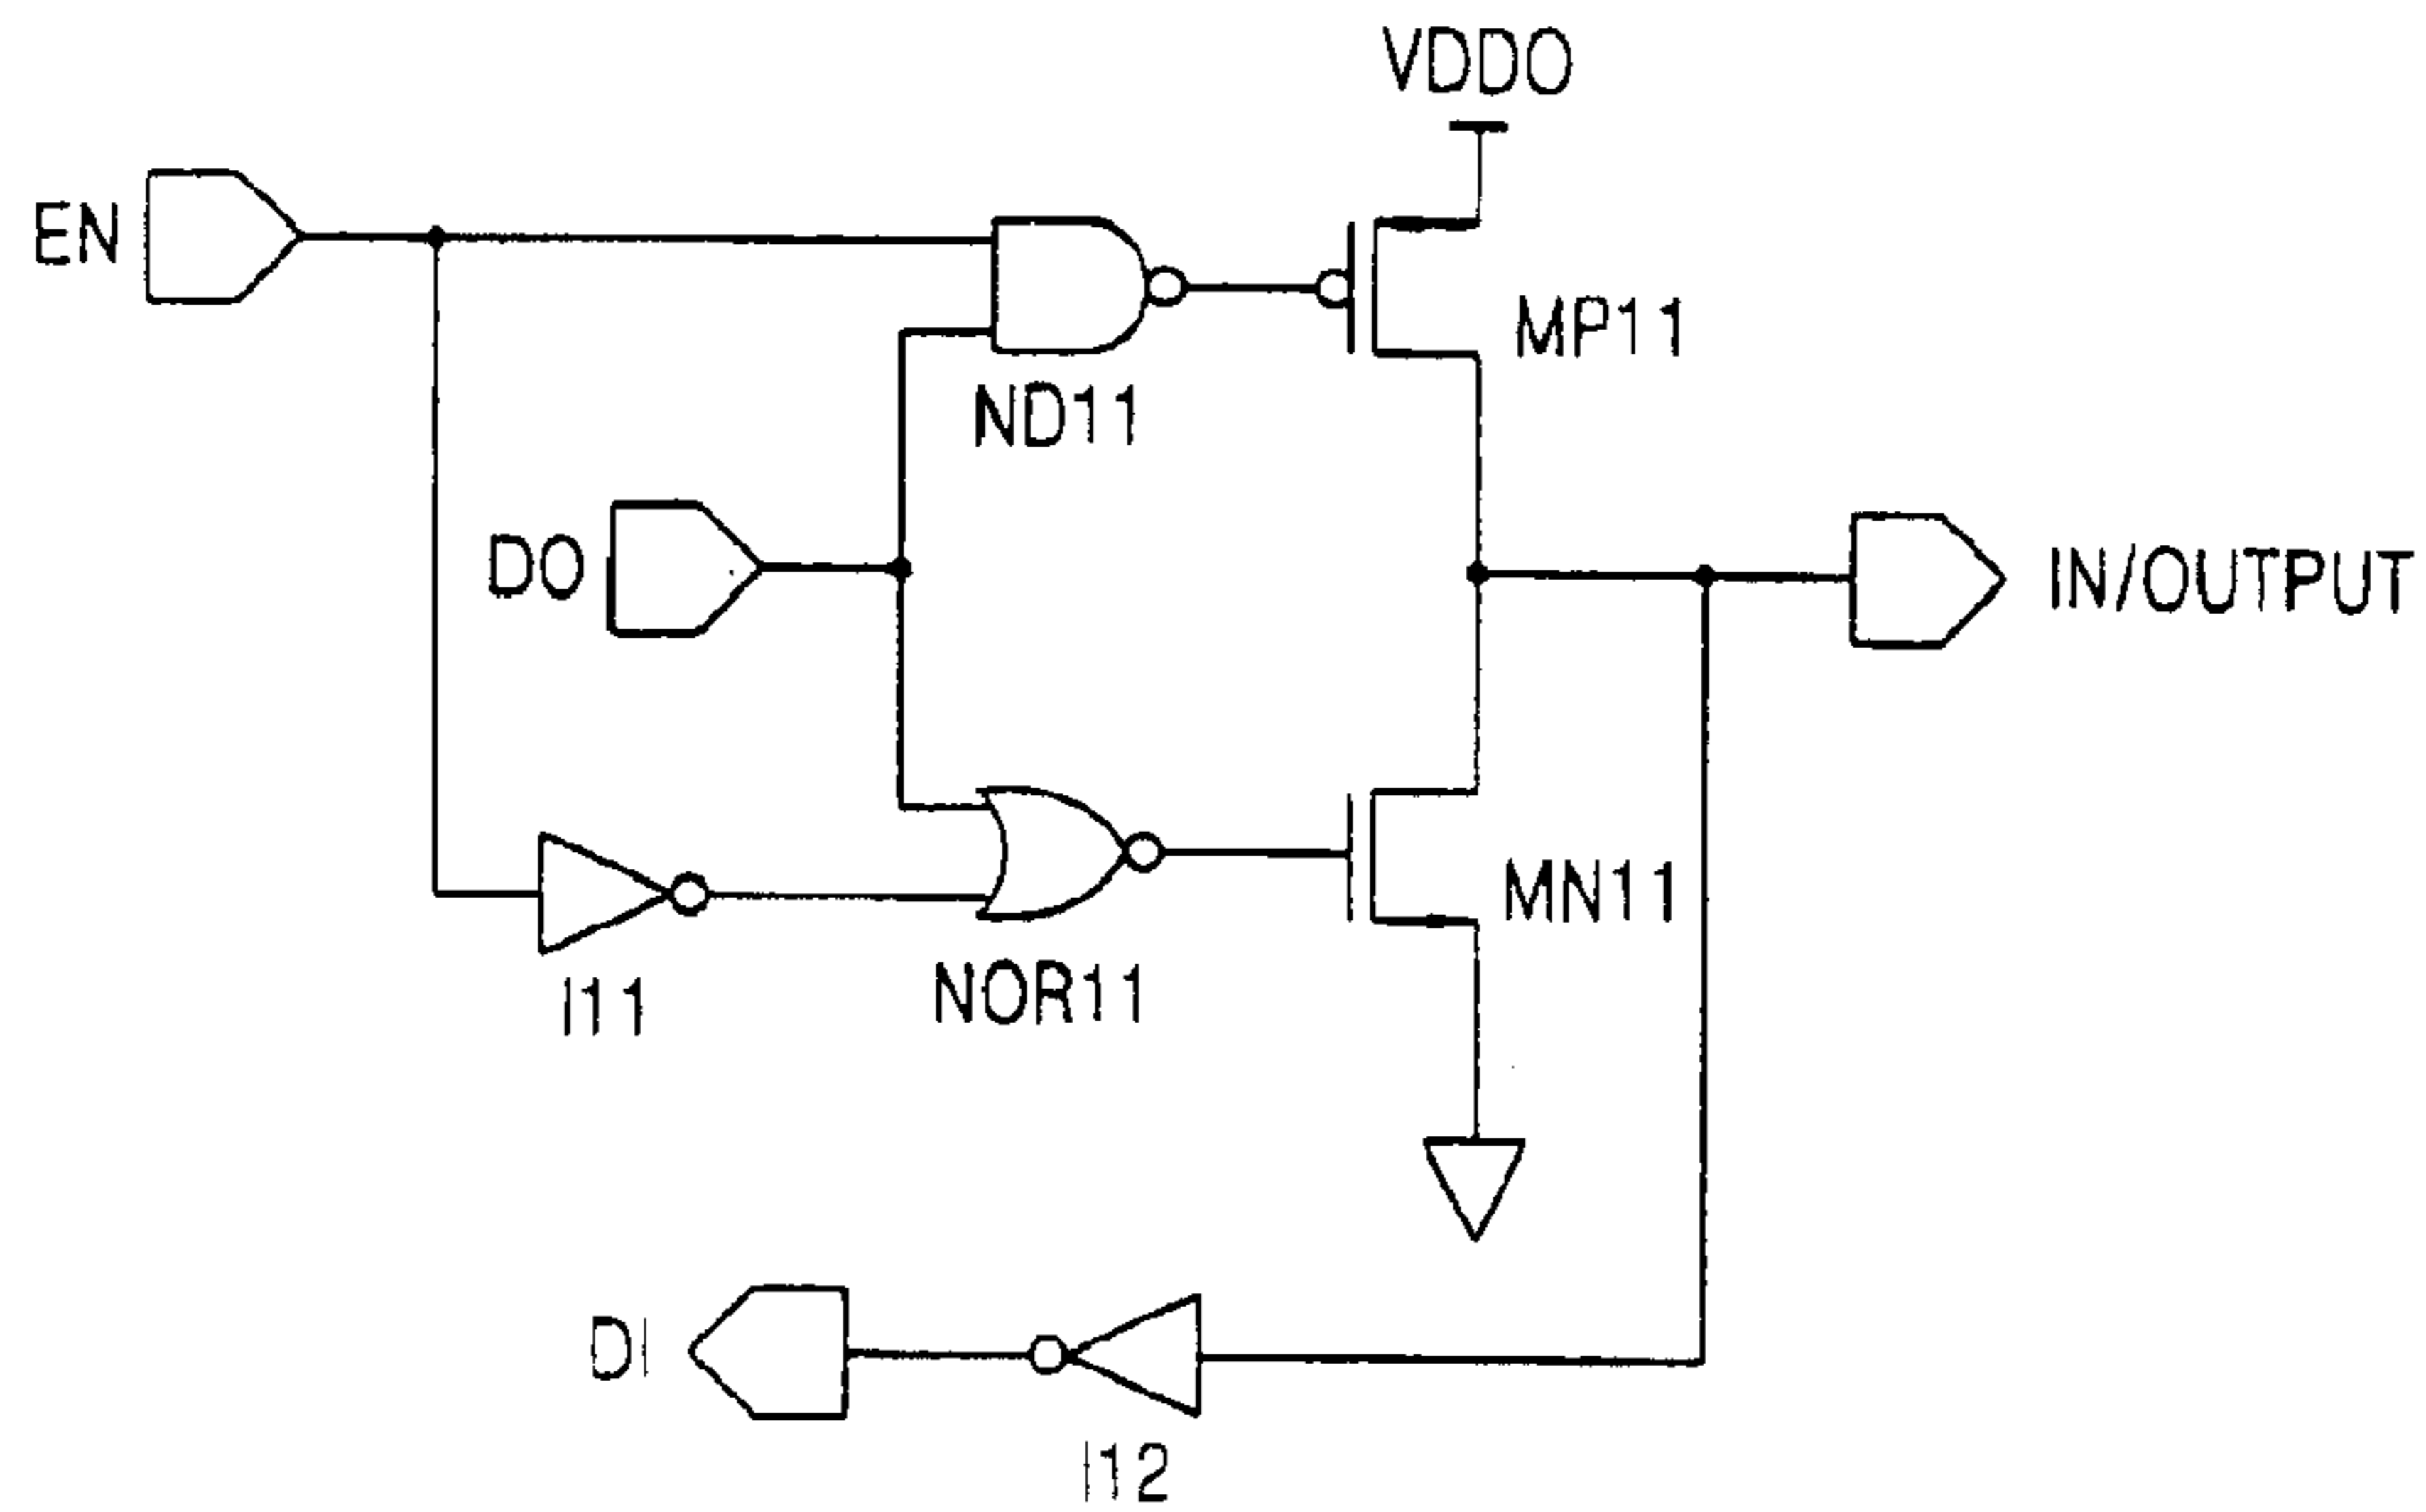 VDDO
EN
MP11
ND11
DO
IN/OUTPUT
MN11
I11
NOR11
DI
I12